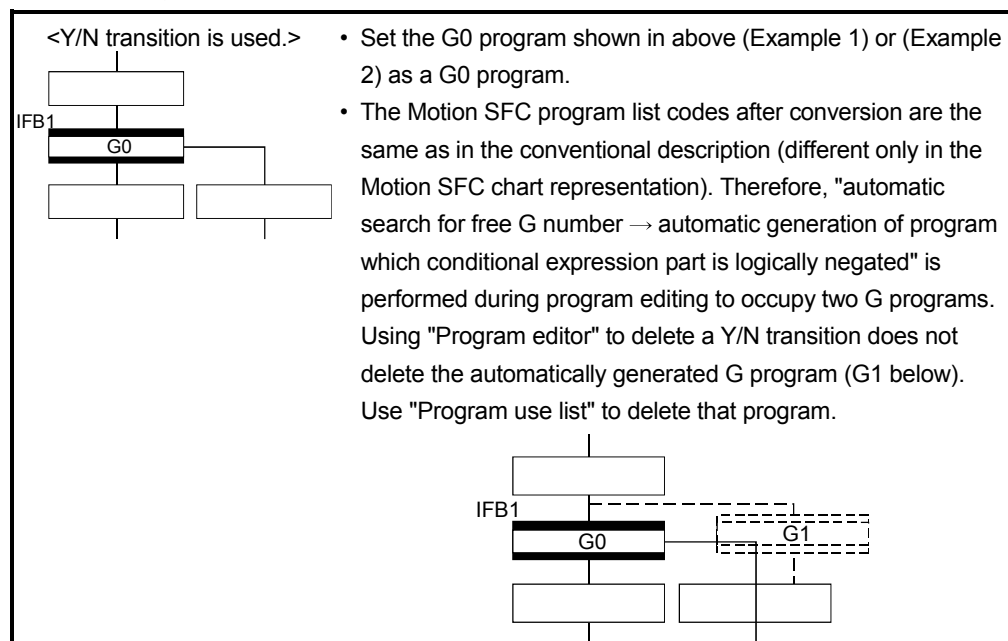 <Y/N transition is used.>
IFB1
G0
• Set the G0 program shown in above (Example 1) or (Example
2) as a G0 program.
• The Motion SFC program list codes after conversion are the
same as in the conventional description (different only in the
Motion SFC chart representation). Therefore, "automatic
search for free G number → automatic generation of program
which conditional expression part is logically negated" is
performed during program editing to occupy two G programs.
Using "Program editor" to delete a Y/N transition does not
delete the automatically generated G program (G1 below).
Use "Program use list" to delete that program.
IFB1
G0
G1